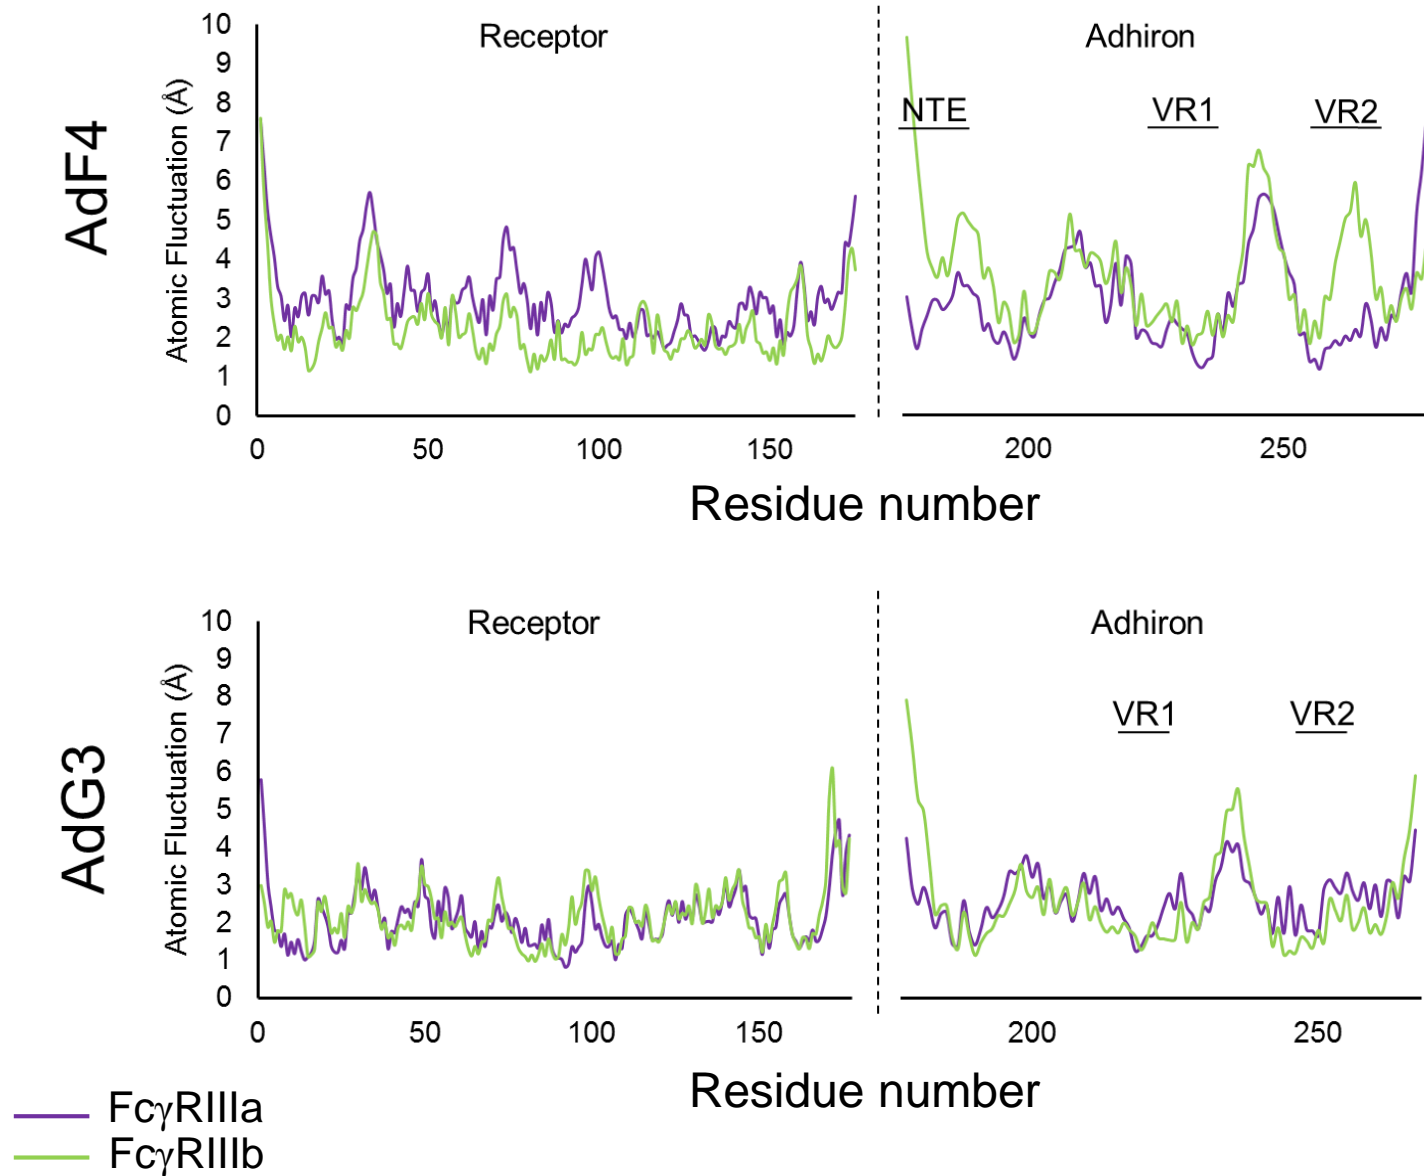 AdF4
Atomic Fluctuation (Å)
10
9
8
7
6
5
4
3
2
1
0
Receptor
Adhiron
NTE
VR1
VR2
0 50 100 150 200 250
Residue number
AdG3
Atomic Fluctuation (Å)
10
9
8
7
6
5
4
3
2
1
0
Receptor
Adhiron
VR1
VR2
0 50 100 150 200 250
Residue number
FcγRIIIa
FcγRIIIb